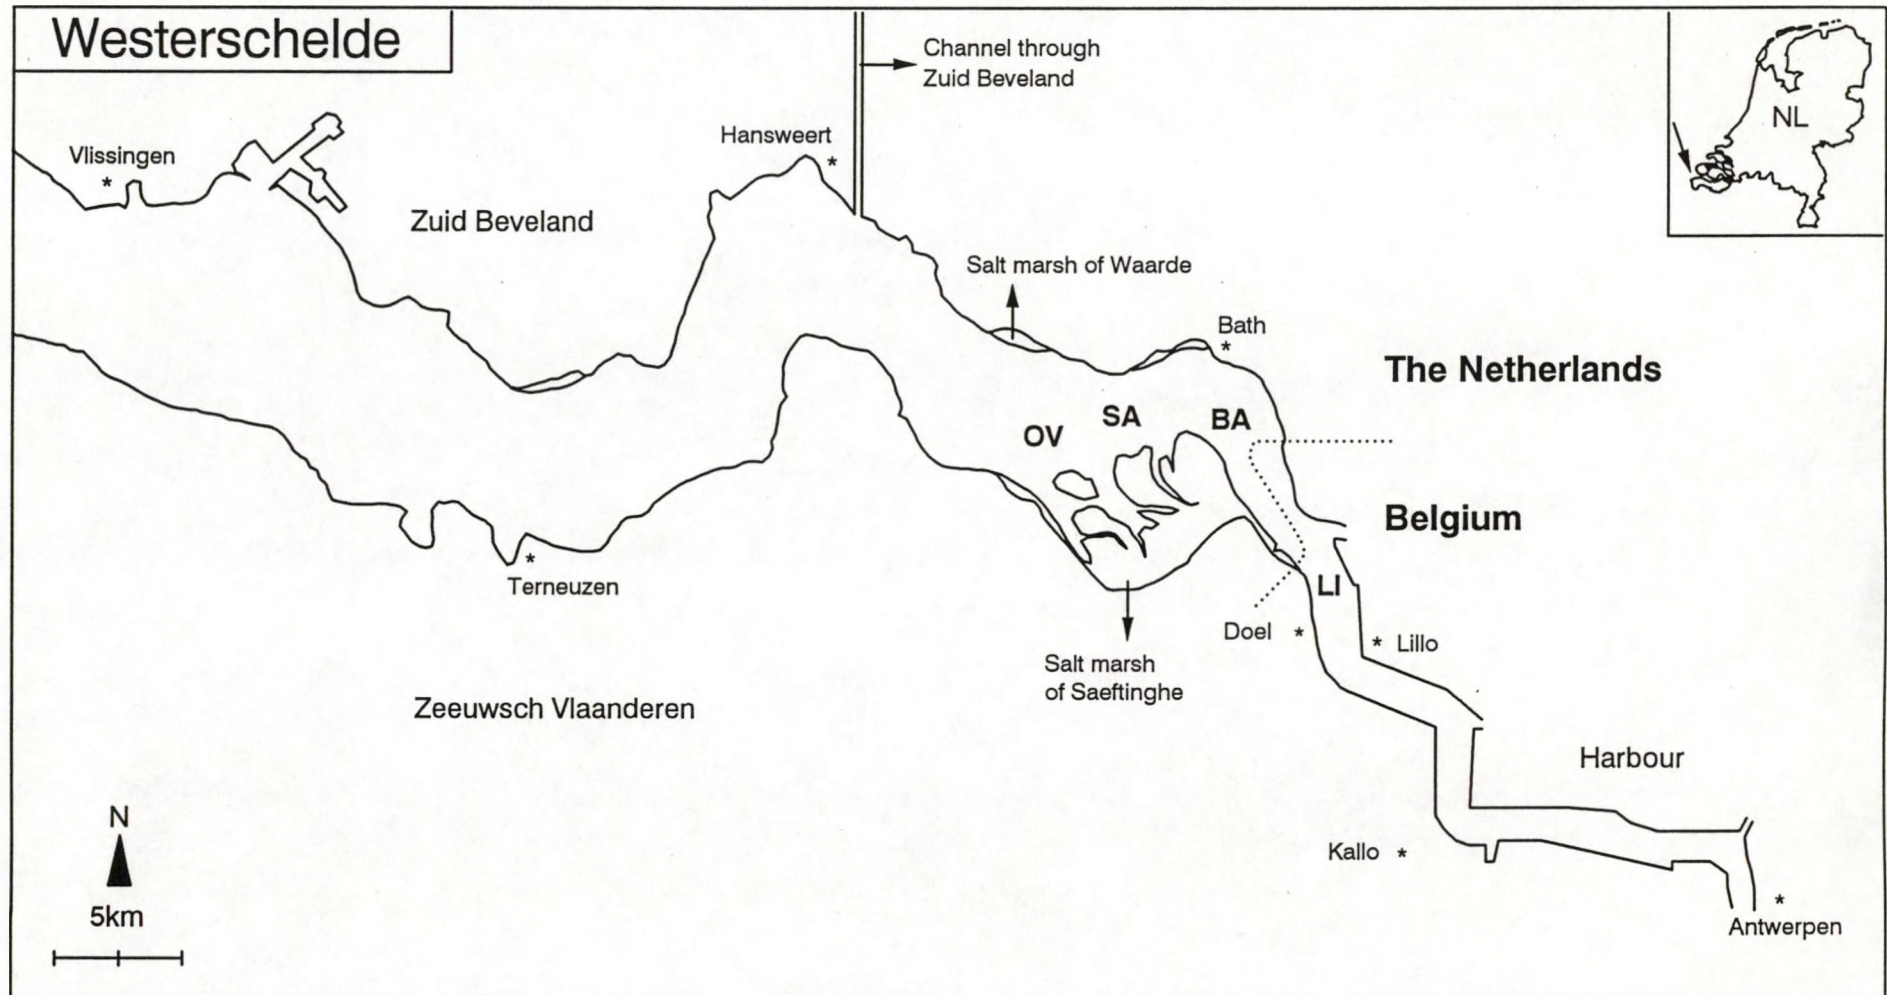 Westerschelde
Channel through
Zuid Beveland
NL
Hansweert
*
Vlissingen
*
Zuid Beveland
Salt marsh of Waarde
Bath
*
The Netherlands
OV
SA
BA
Belgium
*
Terneuzen
LI
Doel *
* Lillo
Salt marsh
of Saeftinghe
Zeeuwsch Vlaanderen
Harbour
N
Kallo *
5km
*
Antwerpen